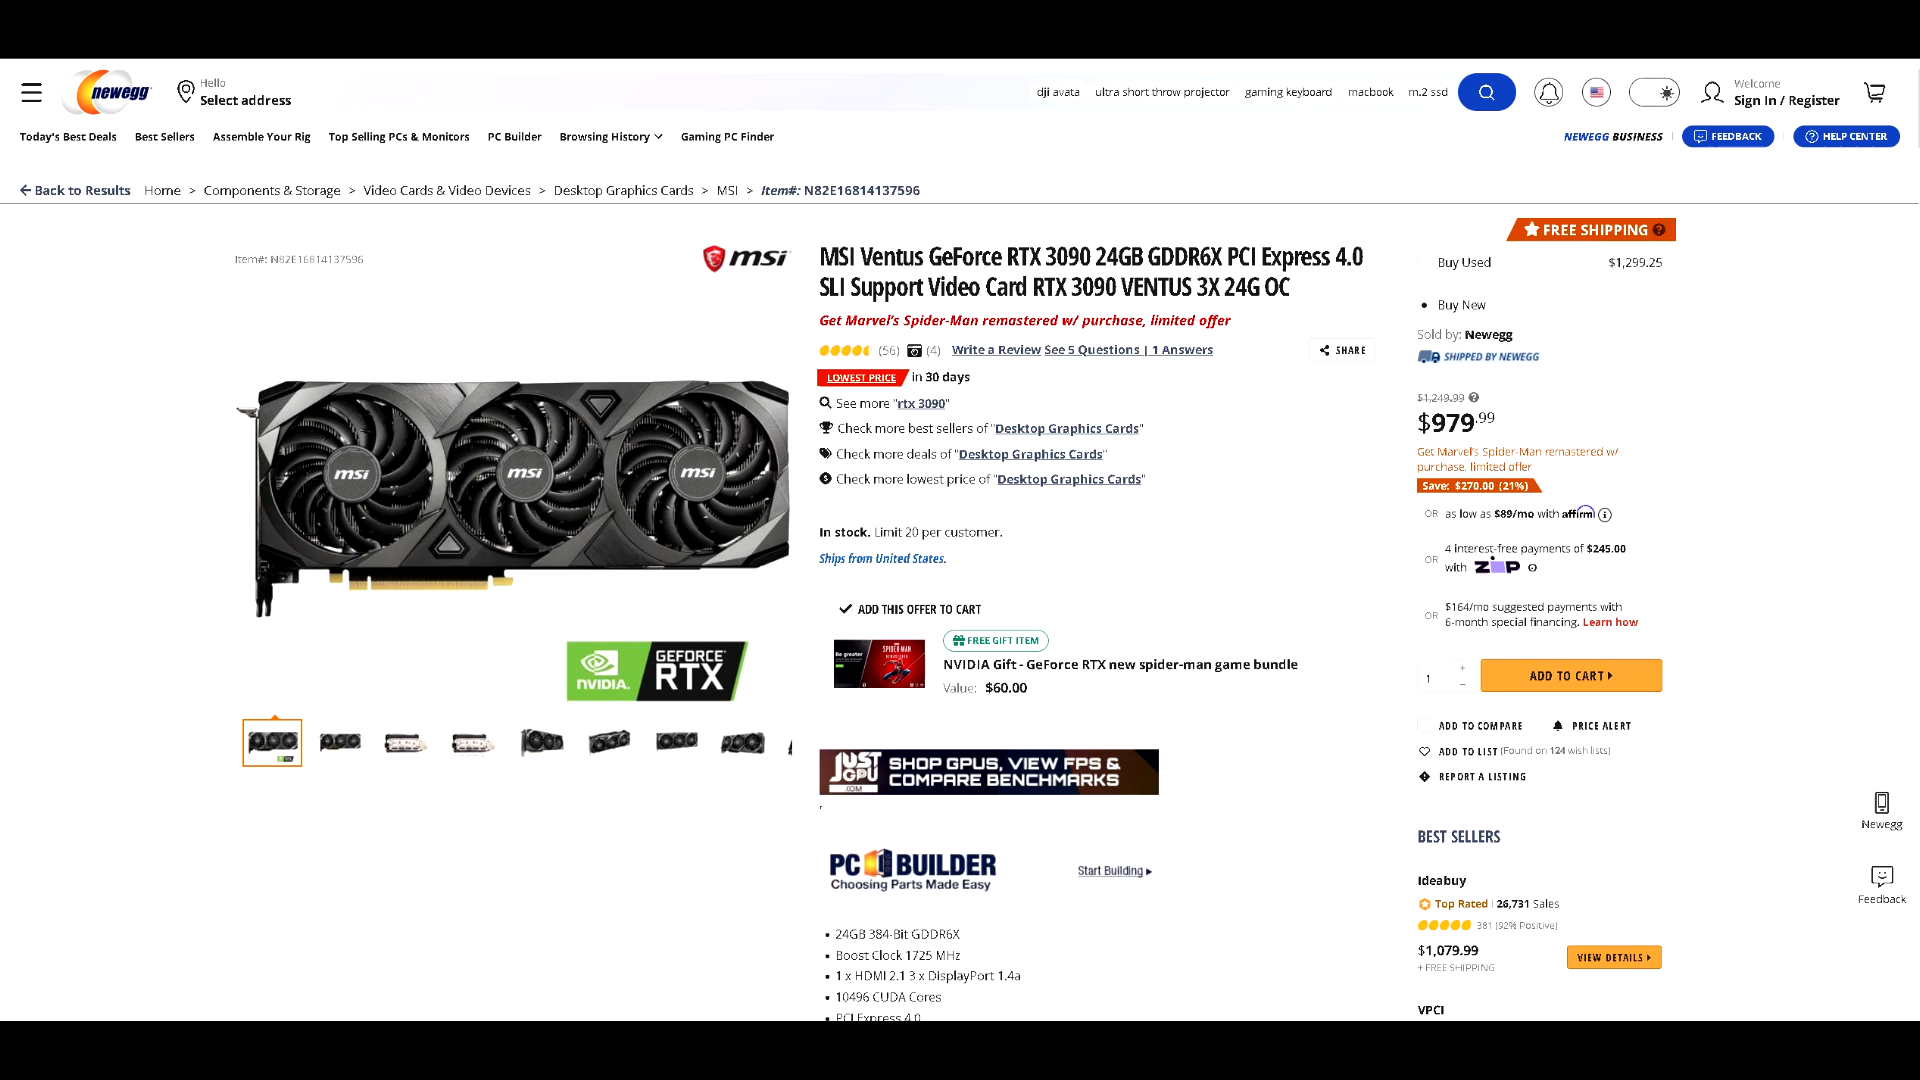 newegg
Hello
Select address
dji avata ultra short throw projector gaming keyboard macbook m.2 ssd
Welcome
Sign In / Register
Today's Best Deals Best Sellers Assemble Your Rig Top Selling PCs & Monitors PC Builder Browsing History Gaming PC Finder
NEWEGG BUSINESS FEEDBACK HELP CENTER
Back to Results Home > Components & Storage > Video Cards & Video Devices > Desktop Graphics Cards > MSI > Item#: N82E16814137596
Item#: N82E16814137596
msi
msi msi msi
NVIDIA. GEFORCE RTX
MSI Ventus GeForce RTX 3090 24GB GDDR6X PCI Express 4.0
SLI Support Video Card RTX 3090 VENTUS 3X 24G OC
Get Marvel's Spider-Man remastered w/ purchase, limited offer
(56) (4) Write a Review See 5 Questions | 1 Answers
SHARE
LOWEST PRICE in 30 days
See more "rtx 3090"
Check more best sellers of "Desktop Graphics Cards"
Check more deals of "Desktop Graphics Cards"
Check more lowest price of "Desktop Graphics Cards"
In stock. Limit 20 per customer.
Ships from United States.
ADD THIS OFFER TO CART
Be greater
SPIDER-MAN
FREE GIFT ITEM
NVIDIA Gift - GeForce RTX new spider-man game bundle
Value: $60.00
JUST GPU .COM
SHOP GPUS, VIEW FPS &
COMPARE BENCHMARKS
PC BUILDER
Choosing Parts Made Easy
Start Building
24GB 384-Bit GDDR6X
Boost Clock 1725 MHz
1 x HDMI 2.1 3 x DisplayPort 1.4a
10496 CUDA Cores
PCI Express 4.0
FREE SHIPPING
Buy Used $1,299.25
Buy New
Sold by: Newegg
SHIPPED BY NEWEGG
$1,249.99
$979.99
Get Marvel's Spider-Man remastered w/
purchase, limited offer
Save: $270.00 (21%)
OR as low as $89/mo with affirm
OR 4 interest-free payments of $245.00
with ZIP
OR $164/mo suggested payments with
6-month special financing. Learn how
1 + −
ADD TO CART
ADD TO COMPARE PRICE ALERT
ADD TO LIST (Found on 124 wish lists)
REPORT A LISTING
BEST SELLERS
Ideabuy
Top Rated | 26,731 Sales
381 (92% Positive)
$1,079.99
+ FREE SHIPPING
VIEW DETAILS
VPCI
Newegg
Feedback